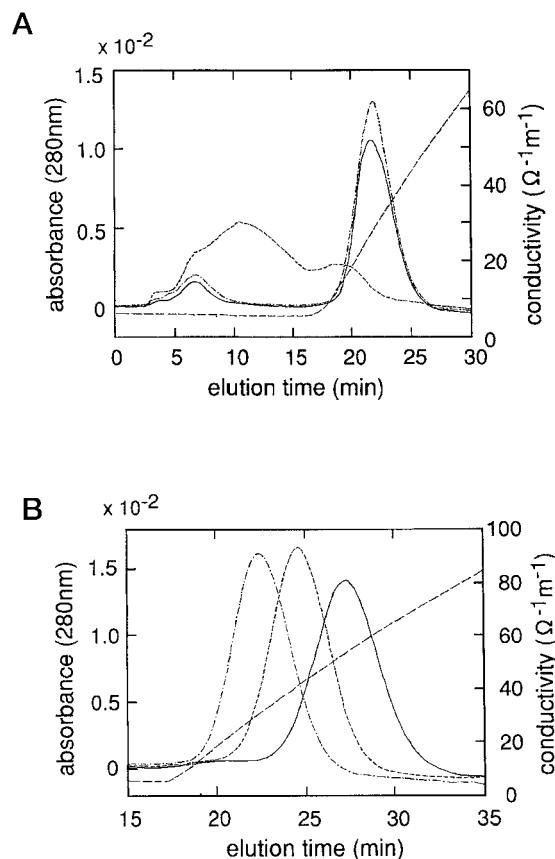 A
x 10-2
1.5
1.0
0.5
0
absorbance (280nm)
60
40
20
0
conductivity (Ω-1m-1)
0 5 10 15 20 25 30
elution time (min)
B
x 10-2
1.5
1.0
0.5
0
absorbance (280nm)
100
80
60
40
20
0
conductivity (Ω-1m-1)
15 20 25 30 35
elution time (min)